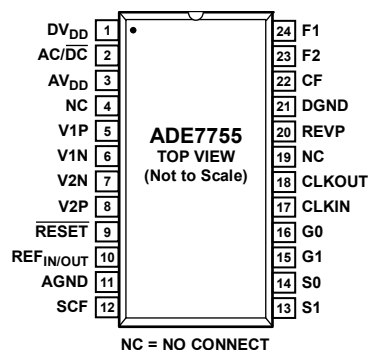 DVDD 1
AC/DC 2
AVDD 3
NC 4
V1P 5
V1N 6
V2N 7
V2P 8
RESET 9
REFIN/OUT 10
AGND 11
SCF 12
ADE7755
TOP VIEW
(Not to Scale)
24 F1
23 F2
22 CF
21 DGND
20 REVP
19 NC
18 CLKOUT
17 CLKIN
16 G0
15 G1
14 S0
13 S1
NC = NO CONNECT